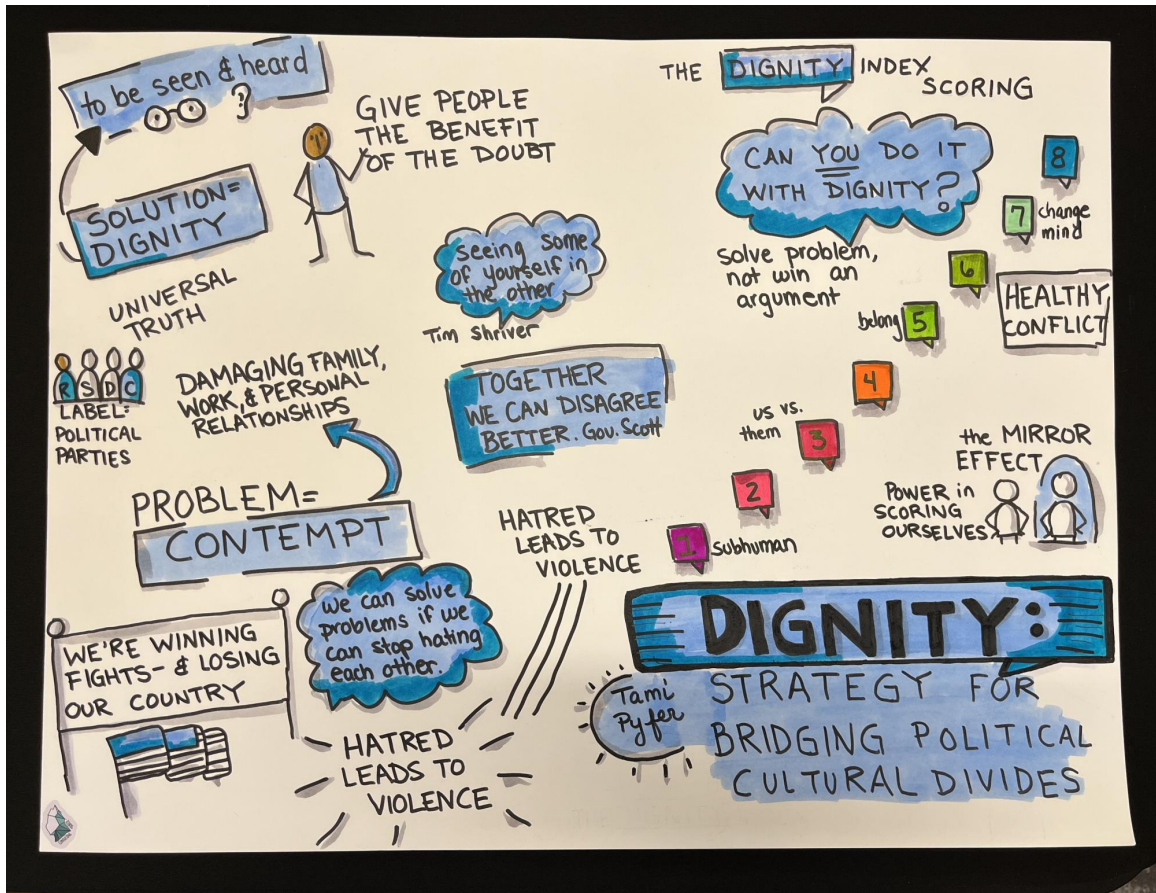 to be seen & heard
?
GIVE PEOPLE
THE BENEFIT
OF THE DOUBT
SOLUTION=
DIGNITY
UNIVERSAL
TRUTH
seeing some
of yourself in
the other
Tim Shriver
R S D C
LABEL:
POLITICAL
PARTIES
DAMAGING FAMILY,
WORK, & PERSONAL
RELATIONSHIPS
TOGETHER
WE CAN DISAGREE
BETTER. Gov. Scott
PROBLEM=
CONTEMPT
HATRED
LEADS TO
VIOLENCE
WE'RE WINNING
FIGHTS- & LOSING
OUR COUNTRY
we can solve
problems if we
can stop hating
each other.
HATRED
LEADS TO
VIOLENCE
THE DIGNITY INDEX
SCORING
CAN YOU DO IT
WITH DIGNITY?
solve problem,
not win an
argument
8
7 change
mind
6
HEALTHY
CONFLICT
belong 5
4
us vs.
them 3
2
1 subhuman
the MIRROR
EFFECT
POWER in
SCORING
OURSELVES
DIGNITY:
Tami
Pyfer
STRATEGY FOR
BRIDGING POLITICAL
CULTURAL DIVIDES